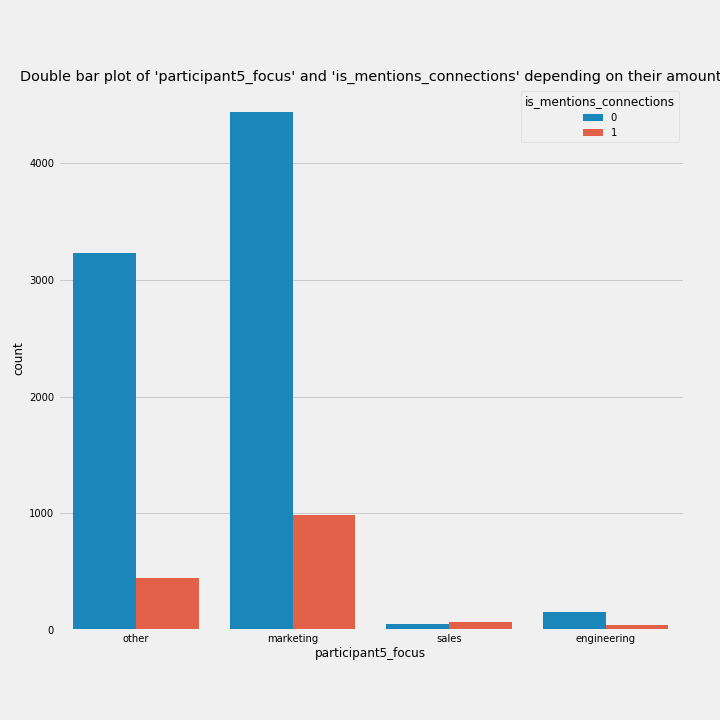 Double bar plot of 'participant5_focus' and 'is_mentions_connections' depending on their amount
is_mentions_connections
0
1
4000
3000
2000
1000
0
count
other marketing sales engineering
participant5_focus